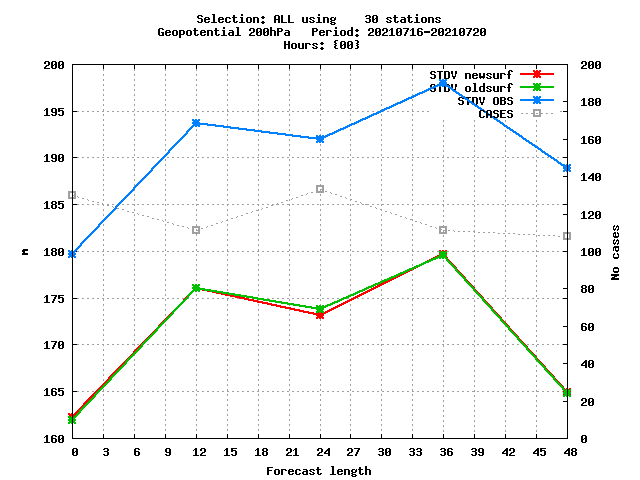 Selection: ALL using 30 stations
Geopotential 200hPa Period: 20210716-20210720
Hours: {00}
STDV newsurf
STDV oldsurf
STDV OBS
CASES
200
195
190
185
180
175
170
165
160
m
200
180
160
140
120
100
80
60
40
20
0
No cases
0 3 6 9 12 15 18 21 24 27 30 33 36 39 42 45 48
Forecast length